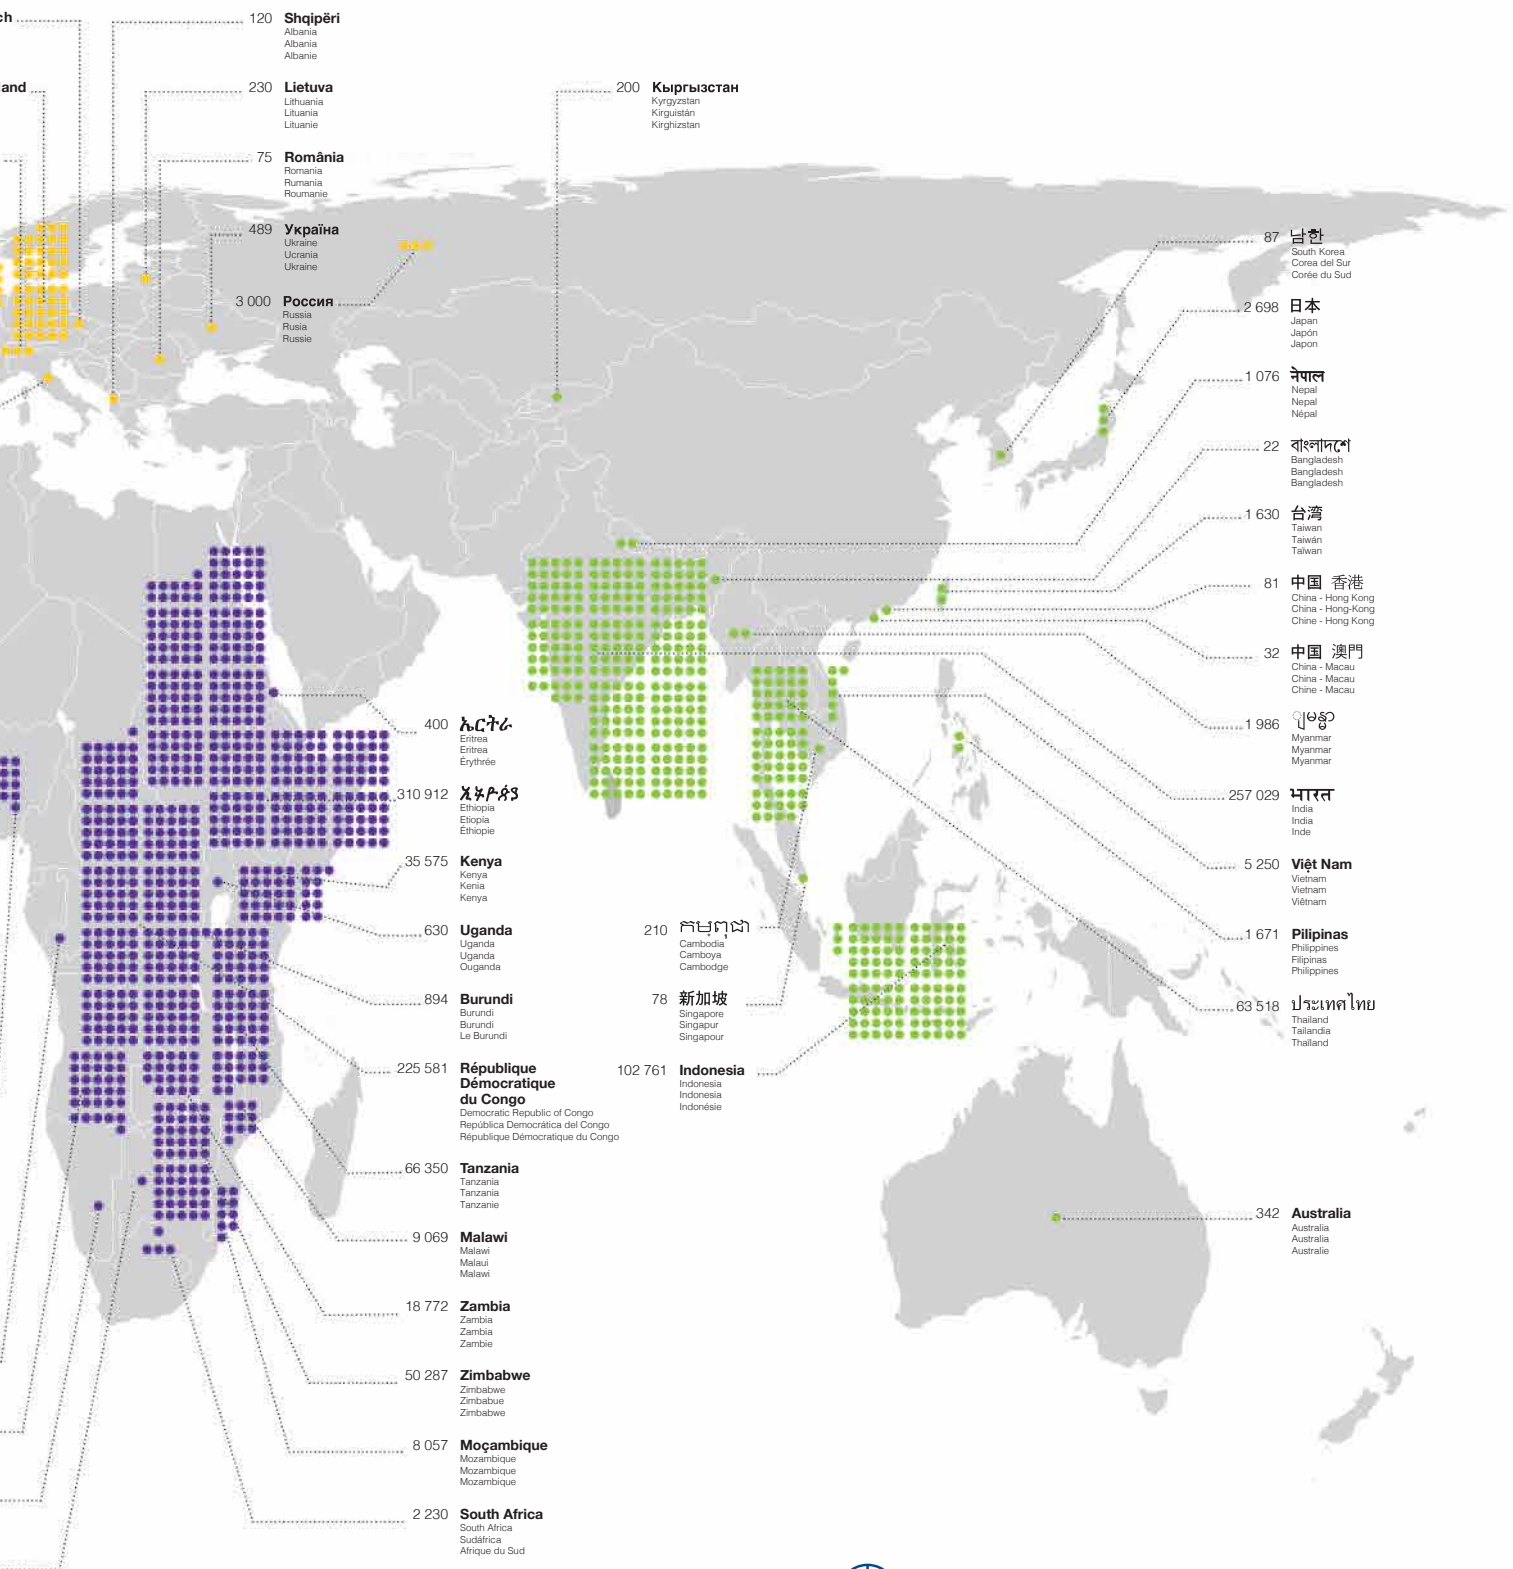 ch
120 Shqipëri
Albania
Albania
Albanie
and
230 Lietuva
Lithuania
Lituania
Lituanie
75 România
Romania
Rumania
Roumanie
489 Україна
Ukraine
Ucrania
Ukraine
3 000 Россия
Russia
Rusia
Russie
200 Кыргызстан
Kyrgyzstan
Kirguistán
Kirghizstan
400 ኤርትራ
Eritrea
Eritrea
Érythrée
310 912
Ethiopia
Etiopía
Éthiopie
35 575 Kenya
Kenya
Kenia
Kenya
630 Uganda
Uganda
Uganda
Ouganda
894 Burundi
Burundi
Burundi
Le Burundi
225 581 République
Démocratique
du Congo
Democratic Republic of Congo
República Democrática del Congo
République Démocratique du Congo
66 350 Tanzania
Tanzania
Tanzania
Tanzanie
9 069 Malawi
Malawi
Malaui
Malawi
18 772 Zambia
Zambia
Zambia
Zambie
50 287 Zimbabwe
Zimbabwe
Zimbabue
Zimbabwe
8 057 Moçambique
Mozambique
Mozambique
Mozambique
2 230 South Africa
South Africa
Sudáfrica
Afrique du Sud
210
Cambodia
Camboya
Cambodge
78 新加坡
Singapore
Singapur
Singapour
102 761 Indonesia
Indonesia
Indonesia
Indonésie
87 남한
South Korea
Corea del Sur
Corée du Sud
2 698 日本
Japan
Japón
Japon
1 076 नेपाल
Nepal
Nepal
Népal
22 বাংলাদশে
Bangladesh
Bangladesh
Bangladesh
1 630 台湾
Taiwan
Taiwán
Taïwan
81 中国 香港
China - Hong Kong
China - Hong-Kong
Chine - Hong Kong
32 中国 澳門
China - Macau
China - Macau
Chine - Macau
1 986
Myanmar
Myanmar
Myanmar
257 029 भारत
India
India
Inde
5 250 Việt Nam
Vietnam
Vietnam
Viêtnam
1 671 Pilipinas
Philippines
Filipinas
Philippines
63 518 ประเทศไทย
Thailand
Tailandia
Thaïland
342 Australia
Australia
Australia
Australie